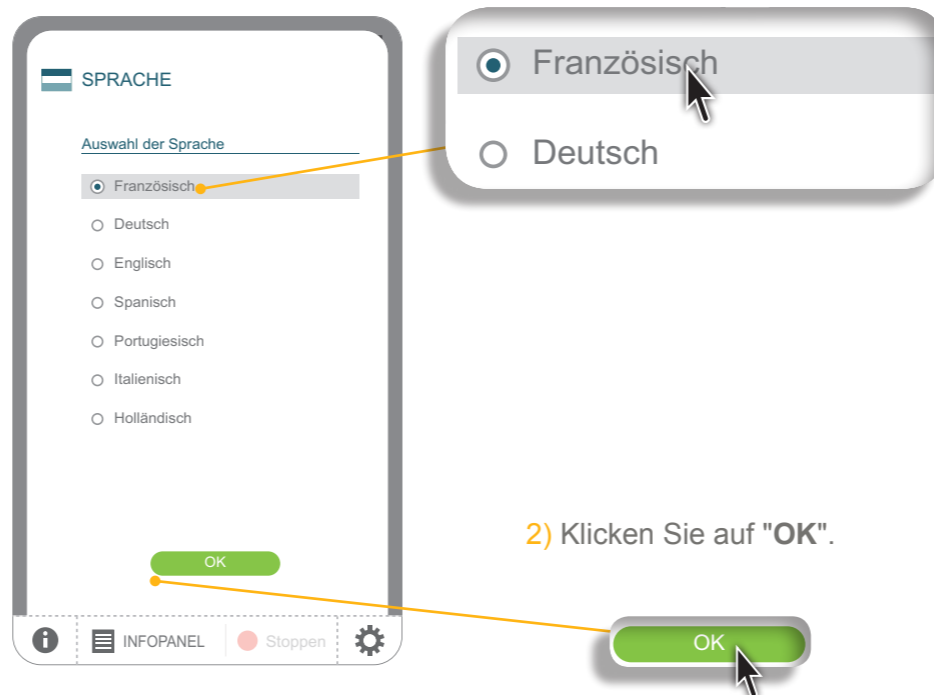 SPRACHE
Auswahl der Sprache
Französisch
Deutsch
Englisch
Spanisch
Portugiesisch
Italienisch
Holländisch
OK
INFOPANEL
Stoppen
Französisch
Deutsch
2) Klicken Sie auf "OK".
OK